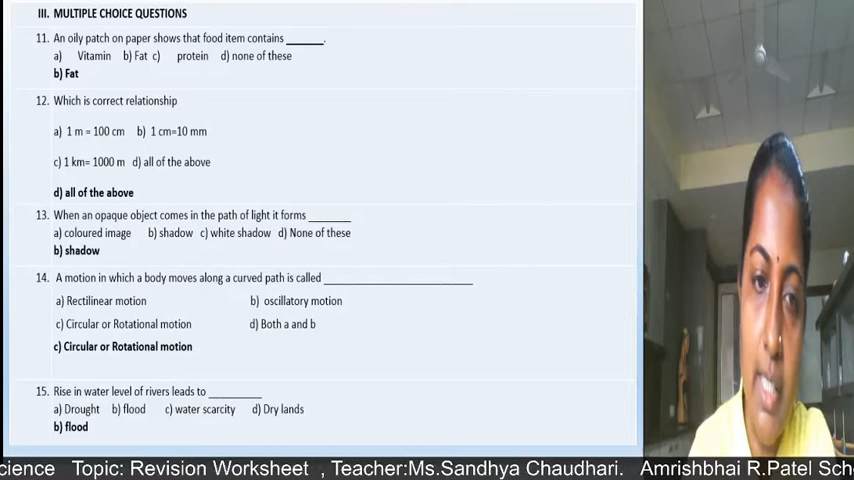 III. MULTIPLE CHOICE QUESTIONS
11. An oily patch on paper shows that food item contains _______.
a) Vitamin b) Fat c) protein d) none of these
b) Fat
12. Which is correct relationship
a) 1 m = 100 cm b) 1 cm=10 mm
c) 1 km= 1000 m d) all of the above
d) all of the above
13. When an opaque object comes in the path of light it forms ________
a) coloured image b) shadow c) white shadow d) None of these
b) shadow
14. A motion in which a body moves along a curved path is called ____________________________
a) Rectilinear motion b) oscillatory motion
c) Circular or Rotational motion d) Both a and b
c) Circular or Rotational motion
15. Rise in water level of rivers leads to __________
a) Drought b) flood c) water scarcity d) Dry lands
b) flood
cience Topic: Revision Worksheet , Teacher:Ms.Sandhya Chaudhari. Amrishbhai R.Patel Sch